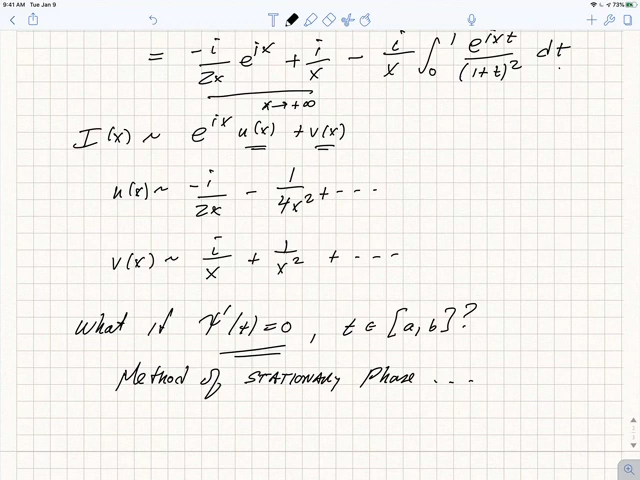 9:41 AM Tue Jan 9 73%
= -i/2x e^{ix} + i/x - i/x ∫_0^1 e^{ixt}/(1+t)^2 dt
x→+∞
I(x) ~ e^{ix} u(x) + v(x)
u(x) ~ -i/2x - 1/4x^2 + ---
v(x) ~ i/x + 1/x^2 + ----
What if ψ'(t) = 0, t ∈ [a, b]?
Method of STATIONARY Phase ...